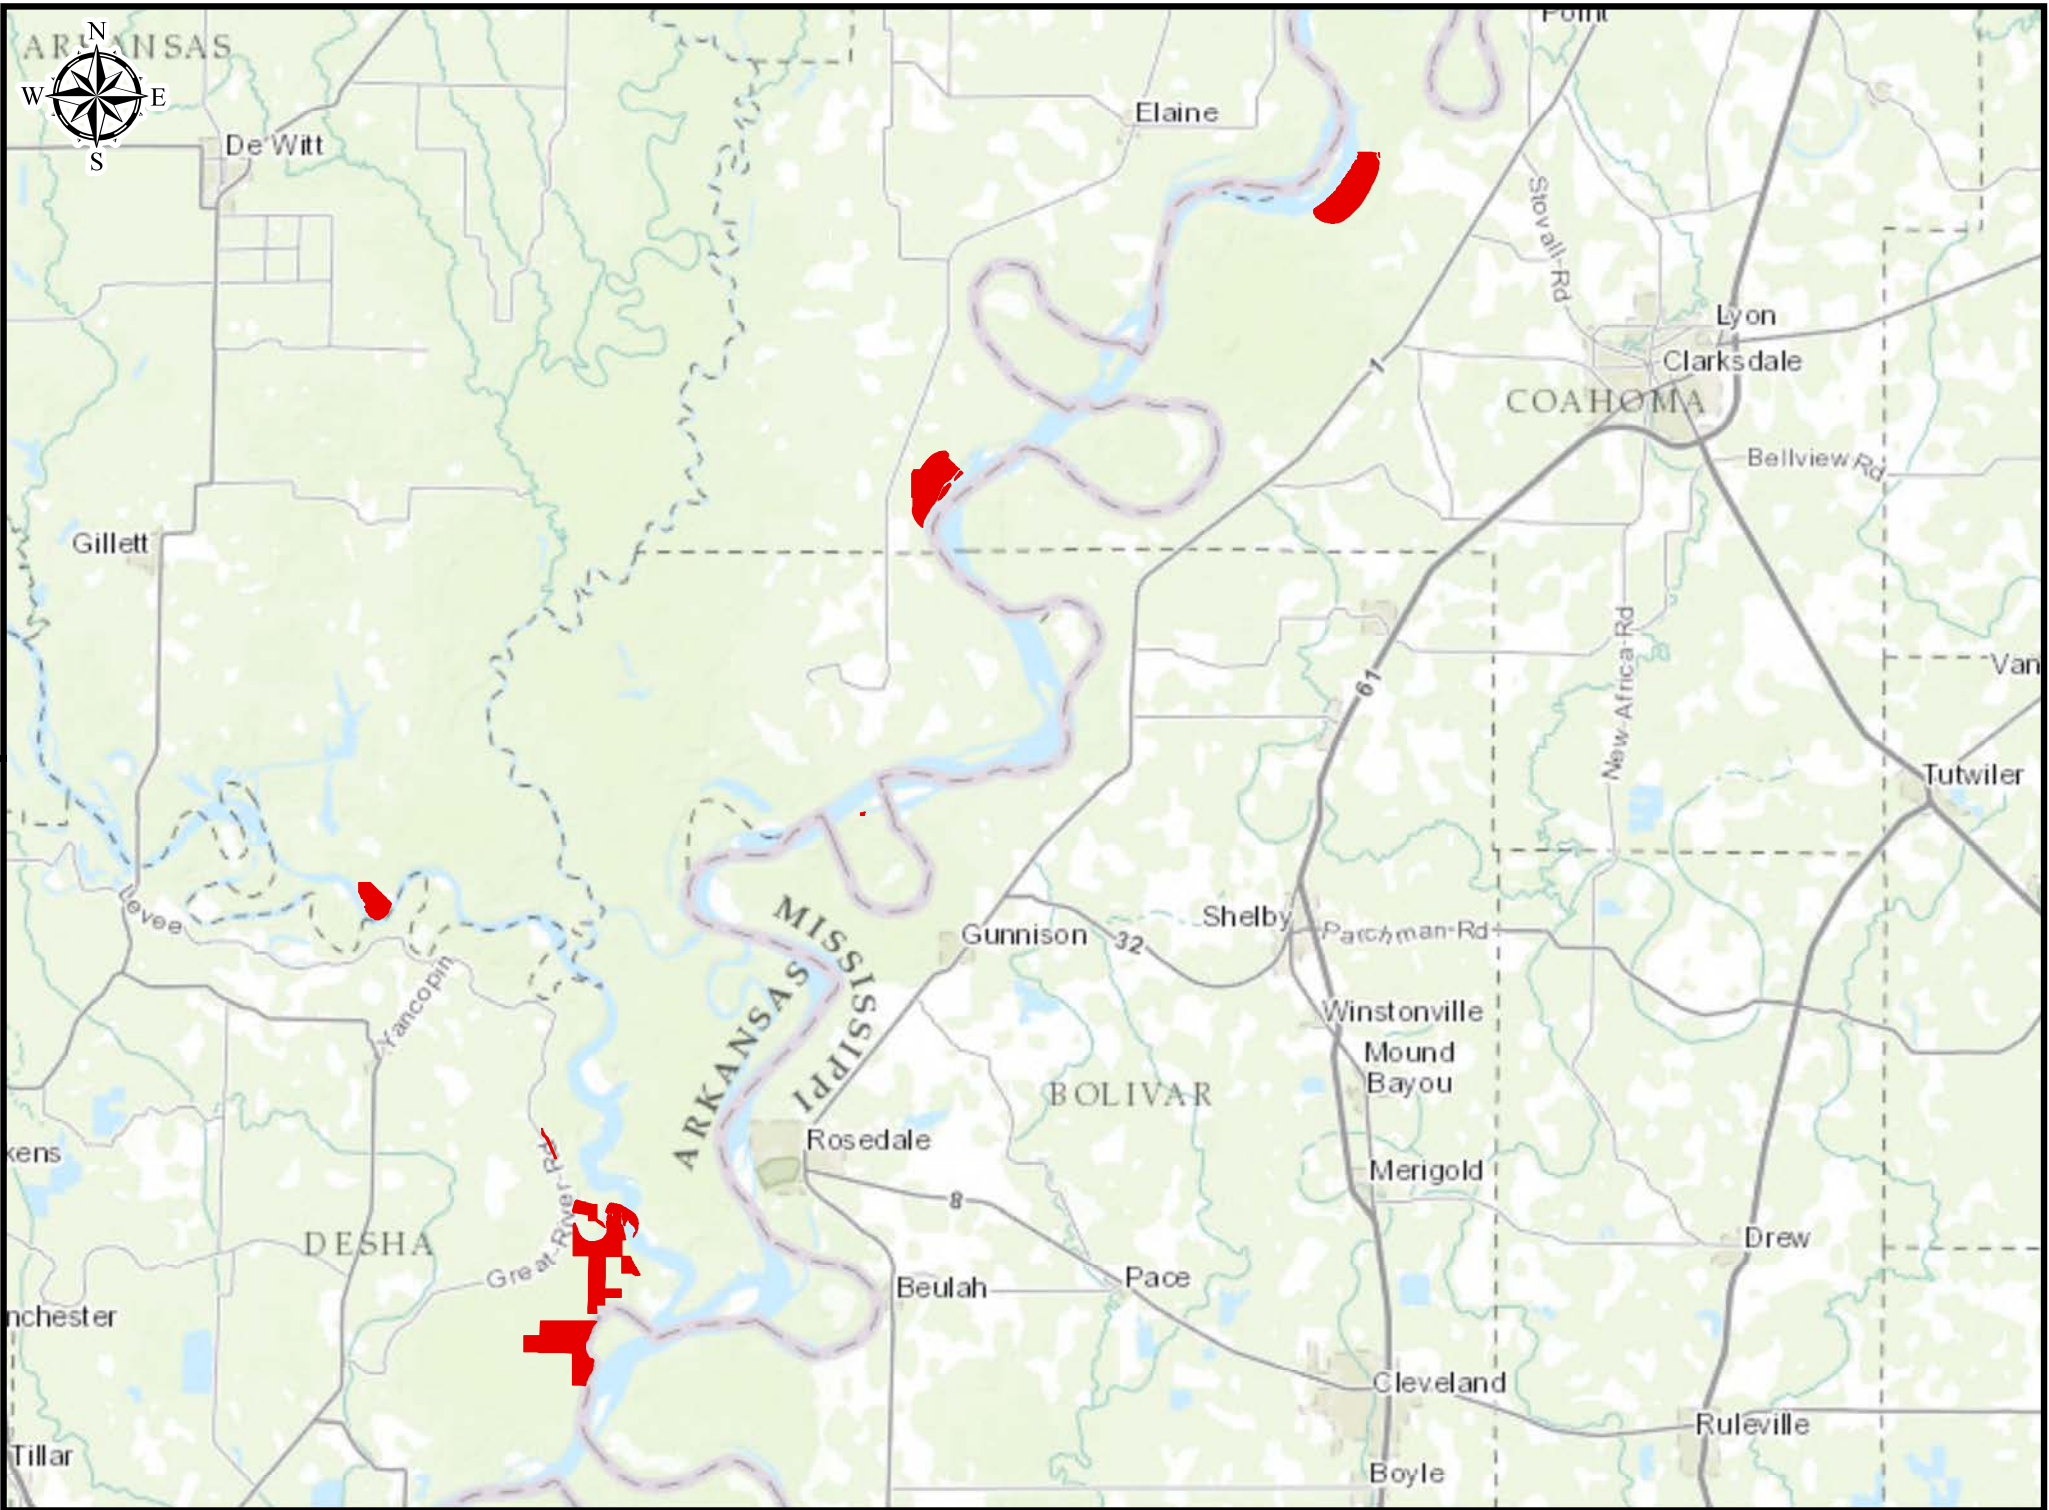 Point
ARKANSAS
N
W E
S
Elaine
De Witt
Stovall-Rd
Lyon
1
Clarksdale
COAHOMA
Bellview Rd
Gillett
New-Africa-Rd
Van
61
Tutwiler
Levee
MISSISSIPPI
ARKANSAS
Shelby
Parchman-Rd
Gunnison
32
Yancopin
Winstonville
Mound
Bayou
BOLIVAR
Rosedale
kens
Merigold
8
Great-River-Rd
DESHA
Drew
Pace
Beulah
nchester
Cleveland
Ruleville
Tillar
Boyle